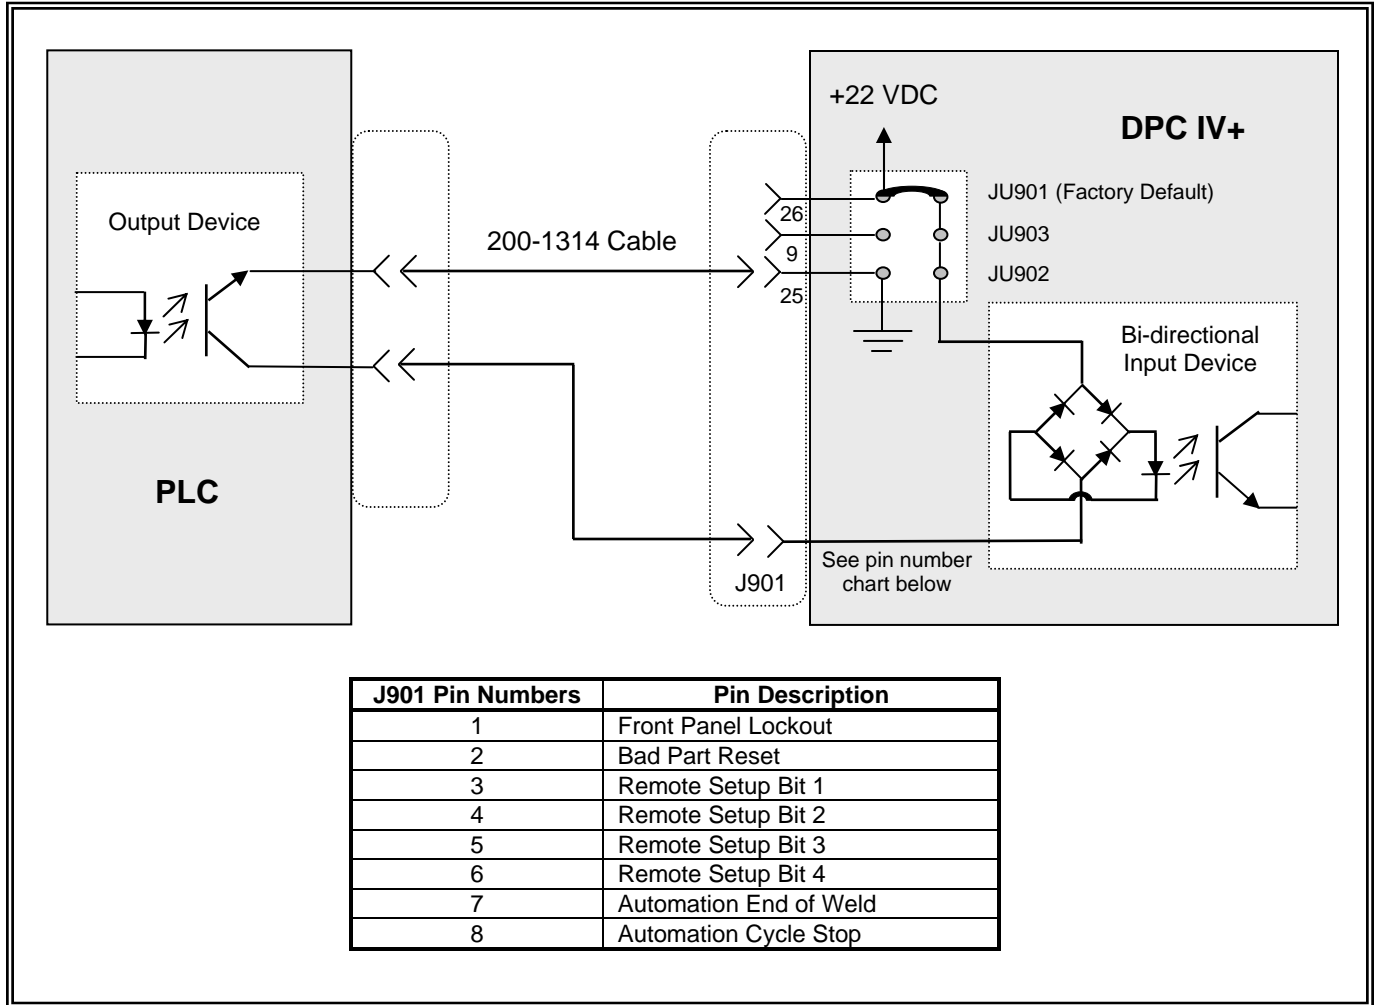 +22 VDC
DPC IV+
Output Device
200-1314 Cable
26
9
25
JU901 (Factory Default)
JU903
JU902
Bi-directional
Input Device
PLC
J901
See pin number
chart below
J901 Pin Numbers Pin Description
1 Front Panel Lockout
2 Bad Part Reset
3 Remote Setup Bit 1
4 Remote Setup Bit 2
5 Remote Setup Bit 3
6 Remote Setup Bit 4
7 Automation End of Weld
8 Automation Cycle Stop